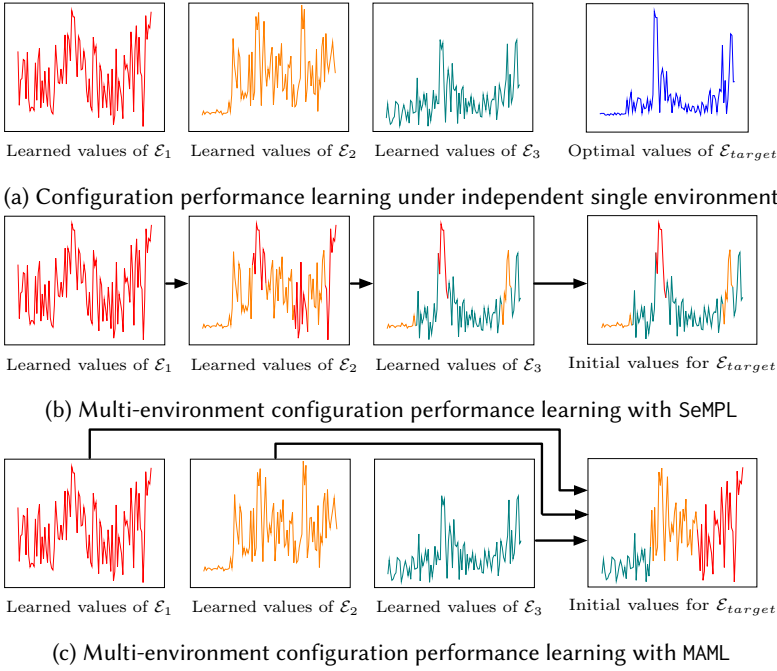 Learned values of ℰ₁ Learned values of ℰ₂ Learned values of ℰ₃ Optimal values of ℰ_target
(a) Configuration performance learning under independent single environment
Learned values of ℰ₁ Learned values of ℰ₂ Learned values of ℰ₃ Initial values for ℰ_target
(b) Multi-environment configuration performance learning with SeMPL
Learned values of ℰ₁ Learned values of ℰ₂ Learned values of ℰ₃ Initial values for ℰ_target
(c) Multi-environment configuration performance learning with MAML